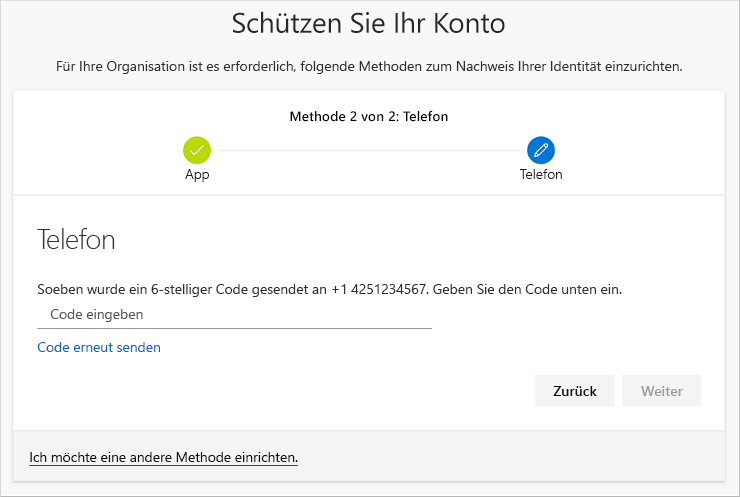 Schützen Sie Ihr Konto
Für Ihre Organisation ist es erforderlich, folgende Methoden zum Nachweis Ihrer Identität einzurichten.
Methode 2 von 2: Telefon
App
Telefon
Telefon
Soeben wurde ein 6-stelliger Code gesendet an +1 4251234567. Geben Sie den Code unten ein.
Code eingeben
Code erneut senden
Zurück
Weiter
Ich möchte eine andere Methode einrichten.